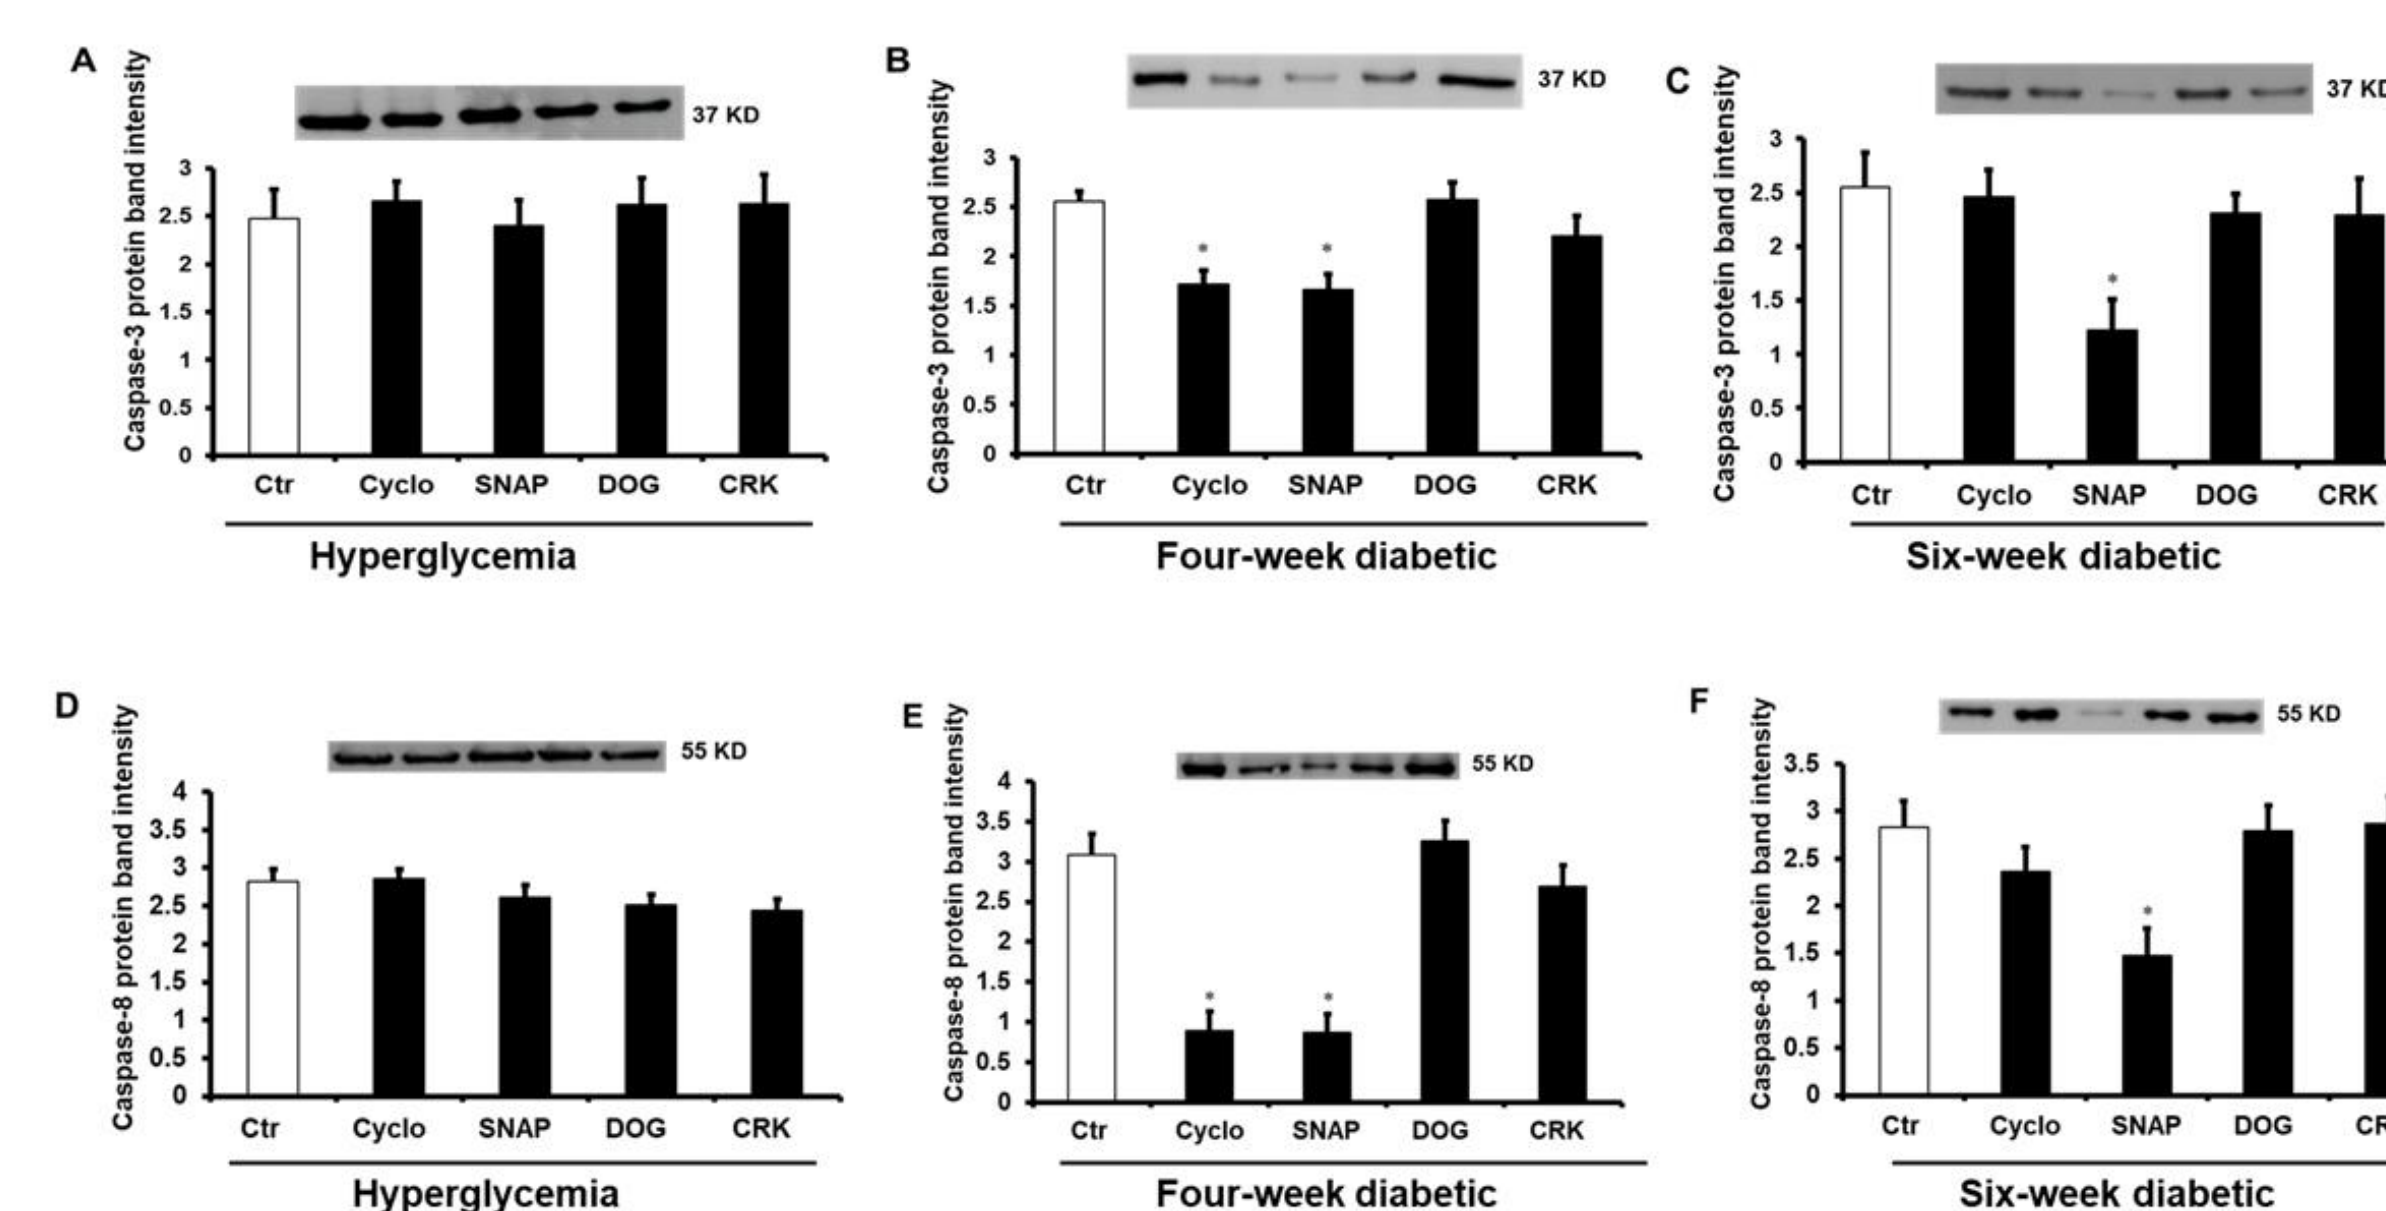 A
Caspase-3 protein band intensity
37 KD
3
2.5
2
1.5
1
0.5
0
Ctr Cyclo SNAP DOG CRK
Hyperglycemia
B
Caspase-3 protein band intensity
37 KD
3
2.5
2
1.5
1
0.5
0
* *
Ctr Cyclo SNAP DOG CRK
Four-week diabetic
C
Caspase-3 protein band intensity
37 KD
3
2.5
2
1.5
1
0.5
0
*
Ctr Cyclo SNAP DOG CRK
Six-week diabetic
D
Caspase-8 protein band intensity
55 KD
4
3.5
3
2.5
2
1.5
1
0.5
0
Ctr Cyclo SNAP DOG CRK
Hyperglycemia
E
Caspase-8 protein band intensity
55 KD
4
3.5
3
2.5
2
1.5
1
0.5
0
* *
Ctr Cyclo SNAP DOG CRK
Four-week diabetic
F
Caspase-8 protein band intensity
55 KD
3.5
3
2.5
2
1.5
1
0.5
0
*
Ctr Cyclo SNAP DOG
Six-week diabetic